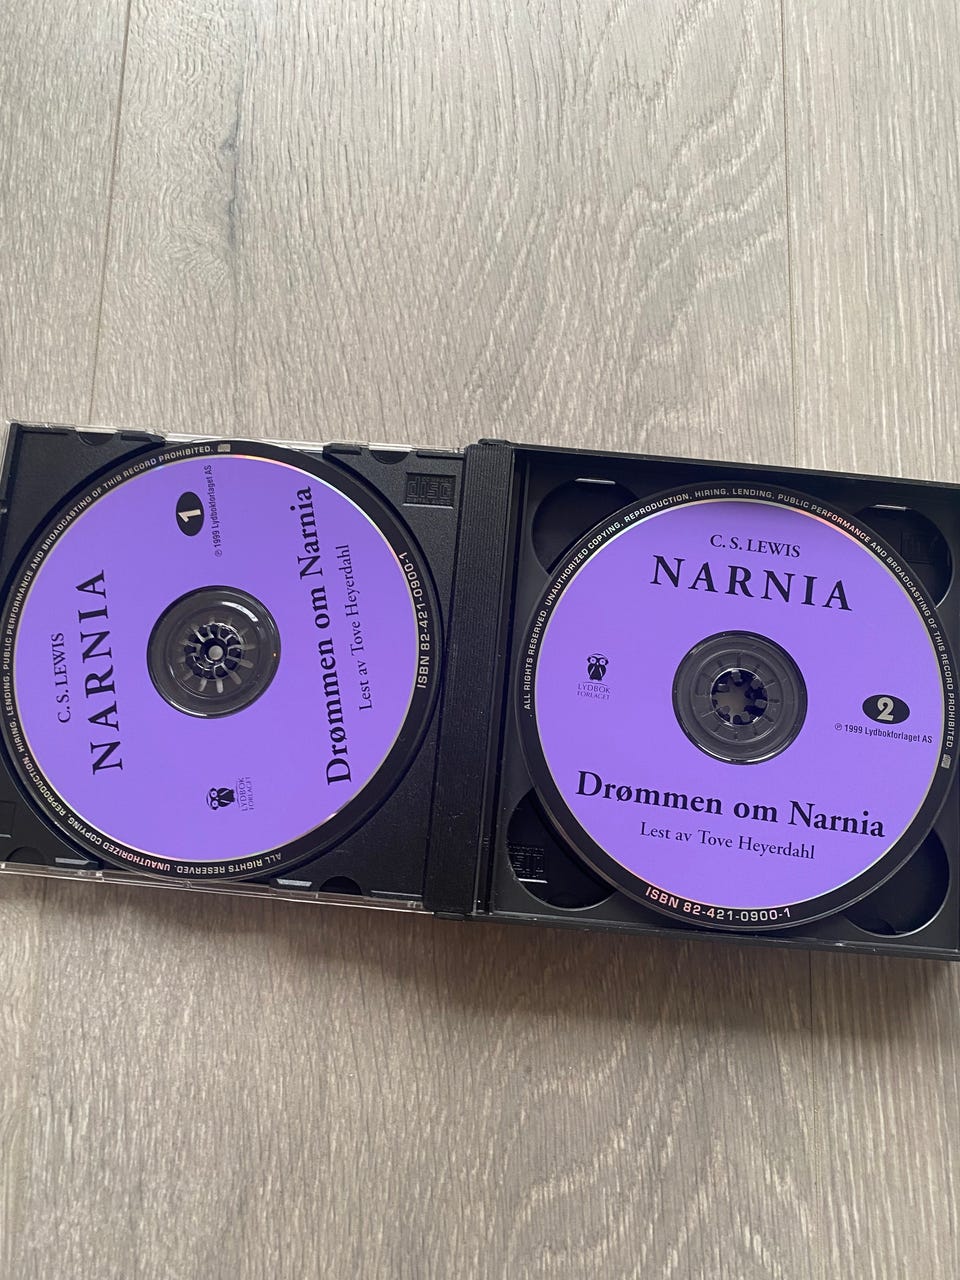 C. S. LEWIS
NARNIA
1
℗ 1999 Lydbokforlaget AS
LYDBOK
FORLAGET
Drømmen om Narnia
Lest av Tove Heyerdahl
ISBN 82-421-0900-1
ALL RIGHTS RESERVED. UNAUTHORIZED COPYING, REPRODUCTION, HIRING, LENDING, PUBLIC PERFORMANCE AND BROADCASTING OF THIS RECORD PROHIBITED.
disc
C. S. LEWIS
NARNIA
LYDBOK
FORLAGET
2
℗ 1999 Lydbokforlaget AS
Drømmen om Narnia
Lest av Tove Heyerdahl
ISBN 82-421-0900-1
ALL RIGHTS RESERVED. UNAUTHORIZED COPYING, REPRODUCTION, HIRING, LENDING, PUBLIC PERFORMANCE AND BROADCASTING OF THIS RECORD PROHIBITED.